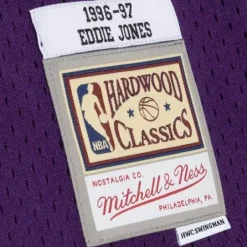 1996-97
EDDIE JONES
HARDWOOD
NBA
CLASSICS
NOSTALGIA CO.
Mitchell & Ness
PHILADELPHIA, PA
HWC SWINGMAN